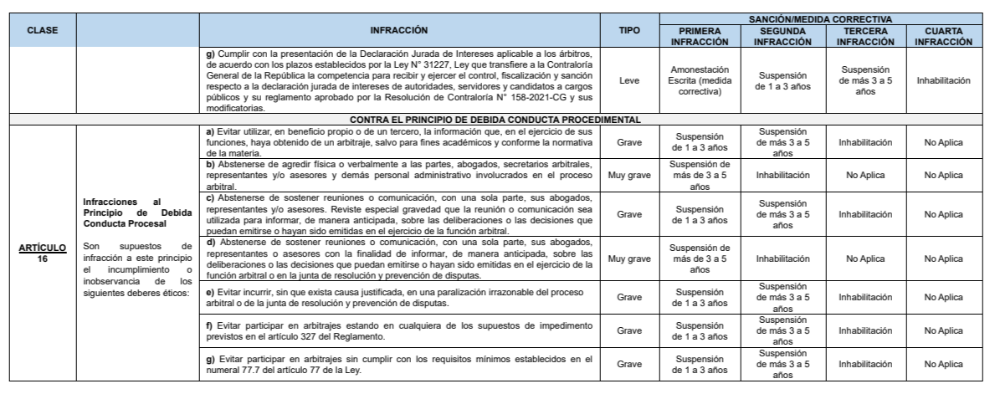 CLASE
INFRACCIÓN
TIPO
SANCIÓN/MEDIDA CORRECTIVA
PRIMERA
INFRACCIÓN
SEGUNDA
INFRACCIÓN
TERCERA
INFRACCIÓN
CUARTA
INFRACCIÓN
g) Cumplir con la presentación de la Declaración Jurada de Intereses aplicable a los árbitros,
de acuerdo con los plazos establecidos por la Ley N° 31227, Ley que transfiere a la Contraloría
General de la República la competencia para recibir y ejercer el control, fiscalización y sanción
respecto a la declaración jurada de intereses de autoridades, servidores y candidatos a cargos
públicos y su reglamento aprobado por la Resolución de Contraloría N° 158-2021-CG y sus
modificatorias.
Leve
Amonestación
Escrita (medida
correctiva)
Suspensión
de 1 a 3 años
Suspensión
de más 3 a 5
años
Inhabilitación
CONTRA EL PRINCIPIO DE DEBIDA CONDUCTA PROCEDIMENTAL
ARTÍCULO
16
Infracciones al
Principio de Debida
Conducta Procesal
Son supuestos de
infracción a este principio
el incumplimiento o
inobservancia de los
siguientes deberes éticos:
a) Evitar utilizar, en beneficio propio o de un tercero, la información que, en el ejercicio de sus
funciones, haya obtenido de un arbitraje, salvo para fines académicos y conforme la normativa
de la materia.
Grave
Suspensión
de 1 a 3 años
Suspensión
de más 3 a 5
años
Inhabilitación
No Aplica
b) Abstenerse de agredir física o verbalmente a las partes, abogados, secretarios arbitrales,
representantes y/o asesores y demás personal administrativo involucrados en el proceso
arbitral.
Muy grave
Suspensión de
más de 3 a 5
años
Inhabilitación
No Aplica
No Aplica
c) Abstenerse de sostener reuniones o comunicación, con una sola parte, sus abogados,
representantes y/o asesores. Reviste especial gravedad que la reunión o comunicación sea
utilizada para informar, de manera anticipada, sobre las deliberaciones o las decisiones que
puedan emitirse o hayan sido emitidas en el ejercicio de la función arbitral.
Grave
Suspensión
de 1 a 3 años
Suspensión
de más 3 a 5
años
Inhabilitación
No Aplica
d) Abstenerse de sostener reuniones o comunicación, con una sola parte, sus abogados,
representantes o asesores con la finalidad de informar, de manera anticipada, sobre las
deliberaciones o las decisiones que puedan emitirse o hayan sido emitidas en el ejercicio de la
función arbitral o en la junta de resolución y prevención de disputas.
Muy grave
Suspensión de
más de 3 a 5
años
Inhabilitación
No Aplica
No Aplica
e) Evitar incurrir, sin que exista causa justificada, en una paralización irrazonable del proceso
arbitral o de la junta de resolución y prevención de disputas.
Grave
Suspensión
de 1 a 3 años
Suspensión
de más 3 a 5
años
Inhabilitación
No Aplica
f) Evitar participar en arbitrajes estando en cualquiera de los supuestos de impedimento
previstos en el artículo 327 del Reglamento.
Grave
Suspensión
de 1 a 3 años
Suspensión
de más 3 a 5
años
Inhabilitación
No Aplica
g) Evitar participar en arbitrajes sin cumplir con los requisitos mínimos establecidos en el
numeral 77.7 del artículo 77 de la Ley.
Grave
Suspensión
de 1 a 3 años
Suspensión
de más 3 a 5
años
Inhabilitación
No Aplica